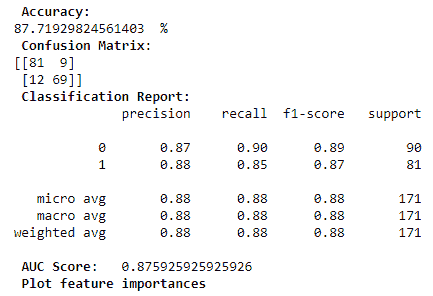 Accuracy:
87.71929824561403 %
Confusion Matrix:
[[81 9]
[12 69]]
Classification Report:
precision recall f1-score support
0 0.87 0.90 0.89 90
1 0.88 0.85 0.87 81
micro avg 0.88 0.88 0.88 171
macro avg 0.88 0.88 0.88 171
weighted avg 0.88 0.88 0.88 171
AUC Score: 0.875925925925926
Plot feature importances